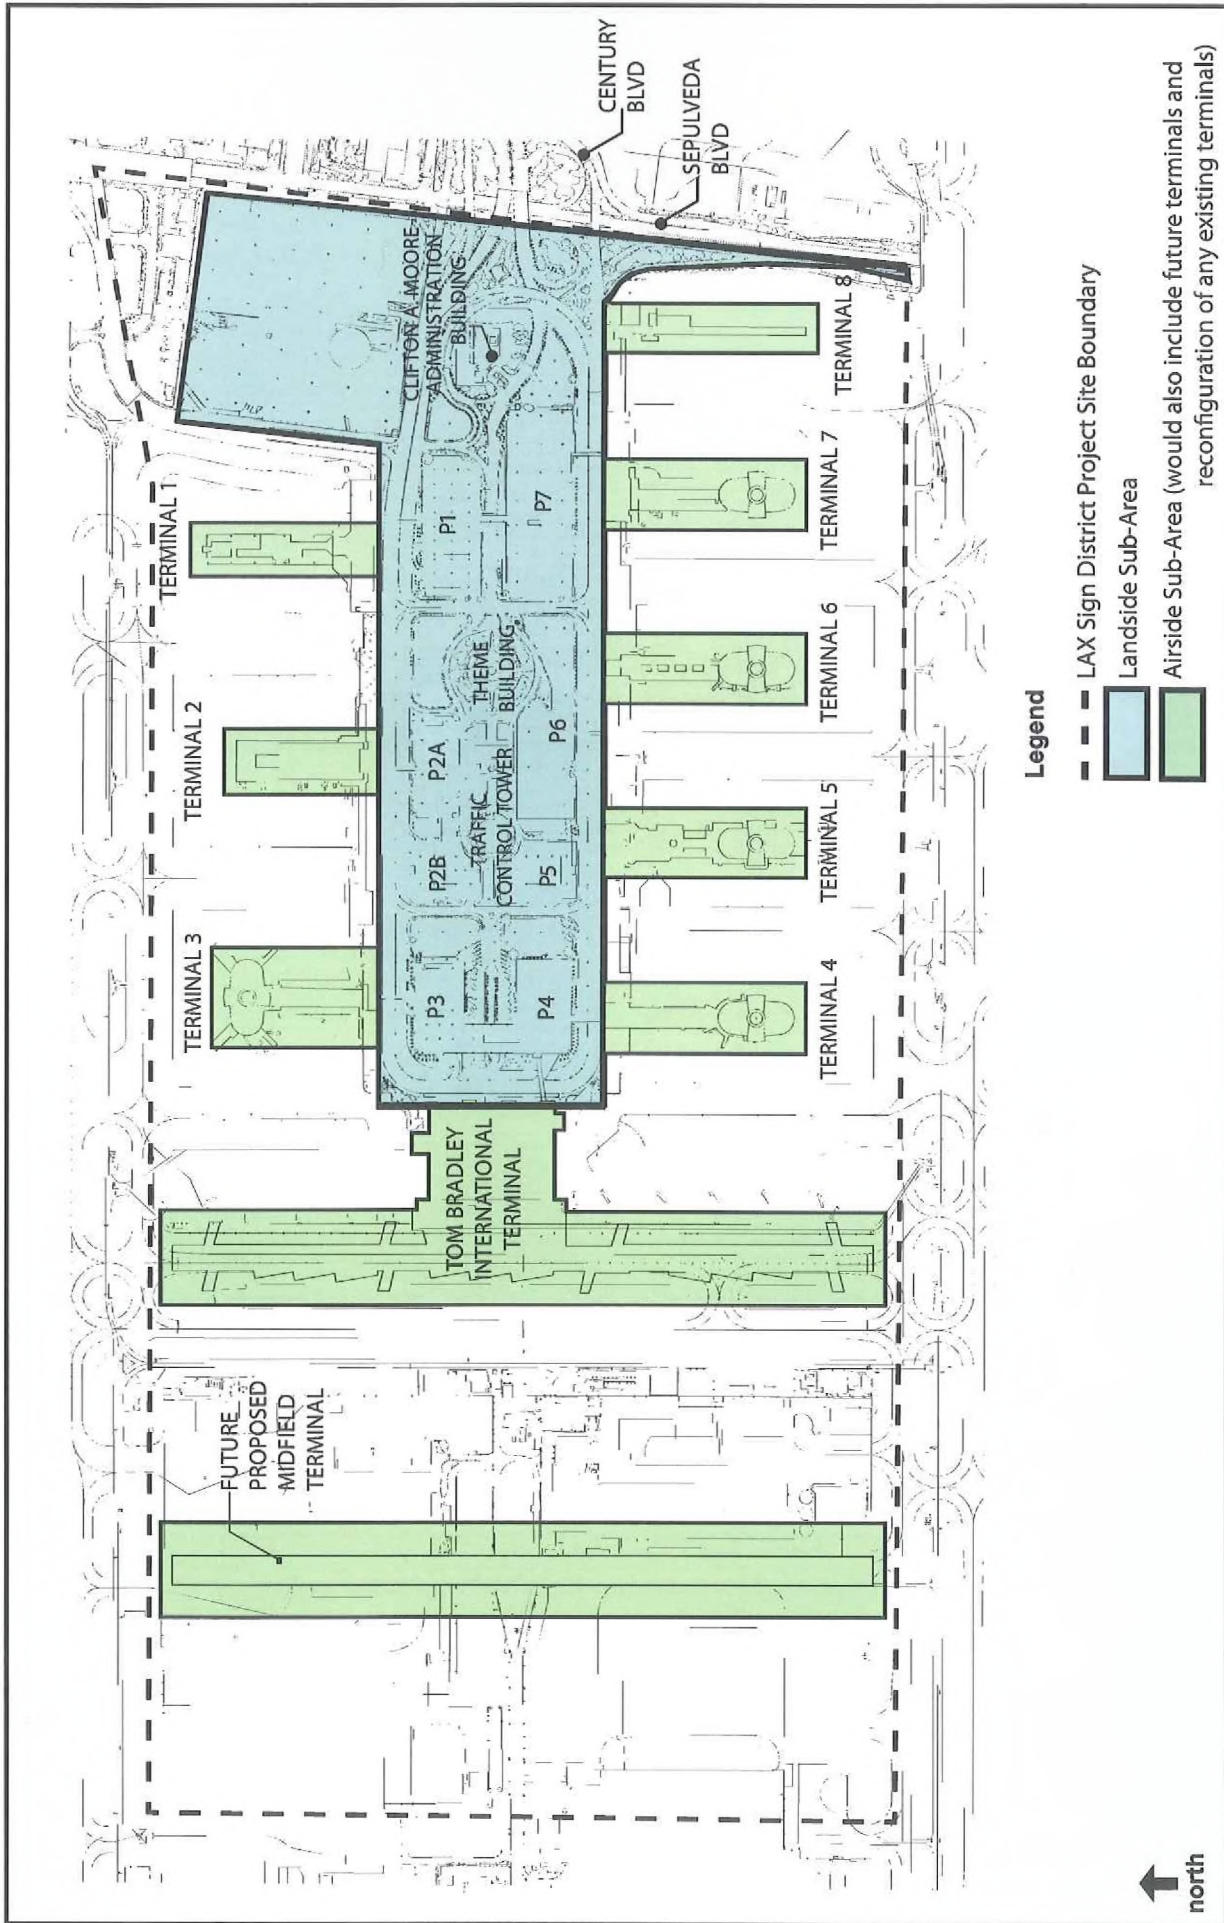 CENTURY
BLVD
SEPULVEDA
BLVD
CLIFTON A. MOORE
ADMINISTRATION
BUILDING
TERMINAL 1
TERMINAL 2
TERMINAL 3
P1
P7
THEME
BUILDING
P2A
P6
TRAFFIC
CONTROL TOWER
P2B
P5
P3
P4
TERMINAL 8
TERMINAL 7
TERMINAL 6
TERMINAL 5
TERMINAL 4
TOM BRADLEY
INTERNATIONAL
TERMINAL
FUTURE
PROPOSED
MIDFIELD
TERMINAL
Legend
LAX Sign District Project Site Boundary
Landside Sub-Area
Airside Sub-Area (would also include future terminals and
reconfiguration of any existing terminals)
north